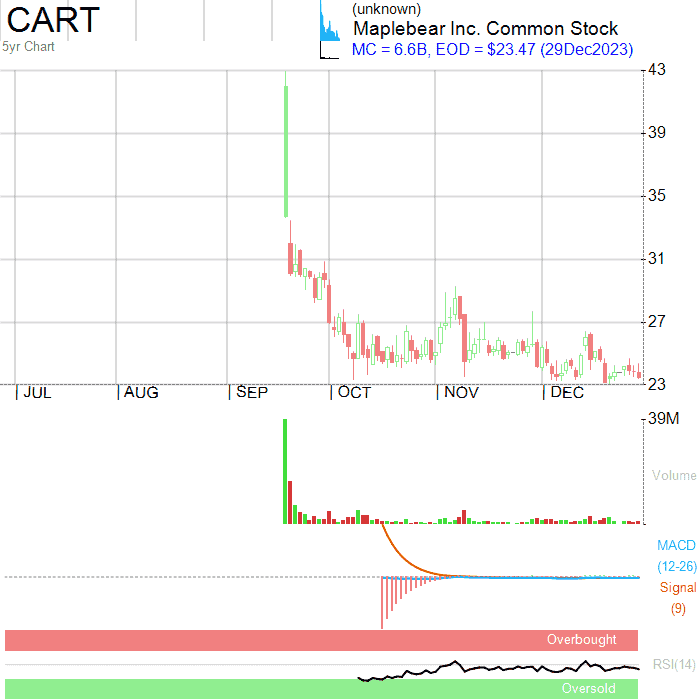 CART
5yr Chart
(unknown)
Maplebear Inc. Common Stock
MC = 6.6B, EOD = $23.47 (29Dec2023)
43
39
35
31
27
23
JUL AUG SEP OCT NOV DEC
39M
Volume
MACD
(12-26)
Signal
(9)
Overbought
RSI(14)
Oversold